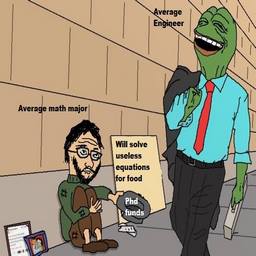 Average
Engineer
Average math major
Will solve
useless
equations
for food
Phd
funds